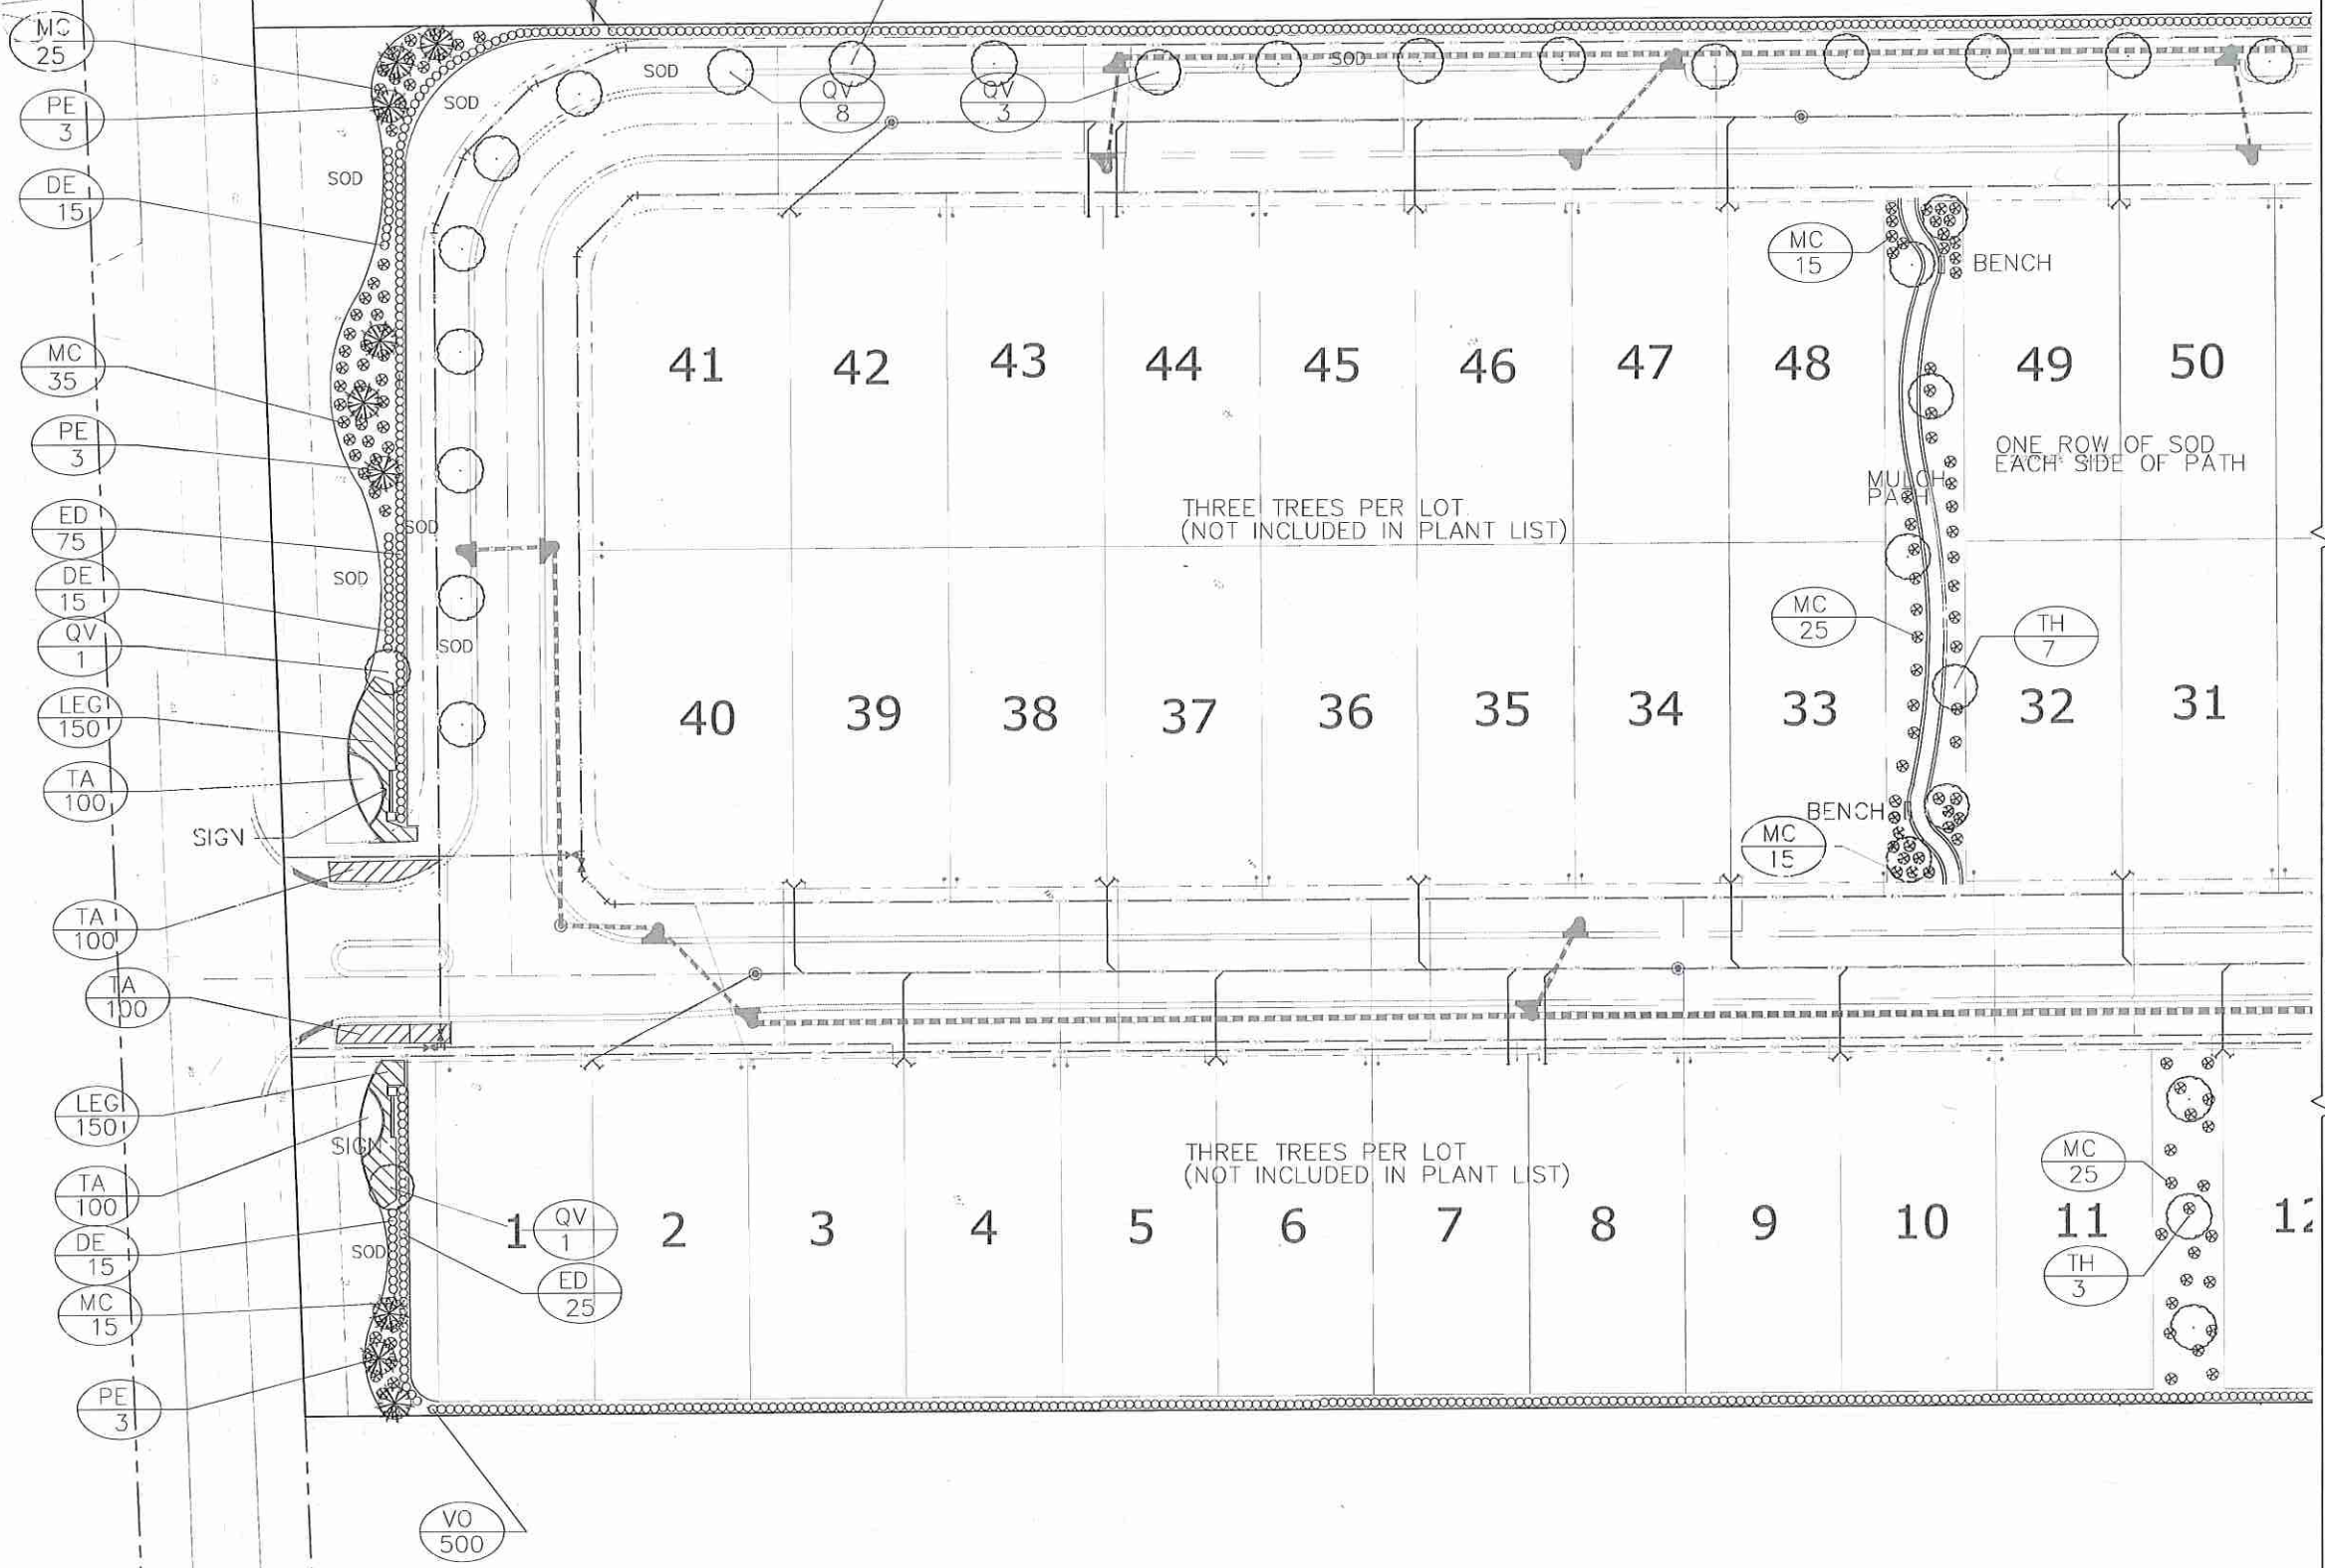 MC
25
PE
3
DE
15
MC
35
PE
3
ED
75
DE
15
QV
1
LEG
150
TA
100
SIGN
TA
100
TA
100
LEG
150
SIGN
TA
100
DE
15
MC
15
PE
3
VO
500
SOD
SOD
SOD
SOD
SOD
SOD
SOD
SOD
QV
8
QV
3
MC
15
BENCH
41
42
43
44
45
46
47
48
49
50
ONE ROW OF SOD
EACH SIDE OF PATH
MULCH
PATH
THREE TREES PER LOT
(NOT INCLUDED IN PLANT LIST)
MC
25
TH
7
40
39
38
37
36
35
34
33
32
31
BENCH
MC
15
THREE TREES PER LOT
(NOT INCLUDED IN PLANT LIST)
MC
25
1
QV
1
2
3
4
5
6
7
8
9
10
11
12
ED
25
TH
3